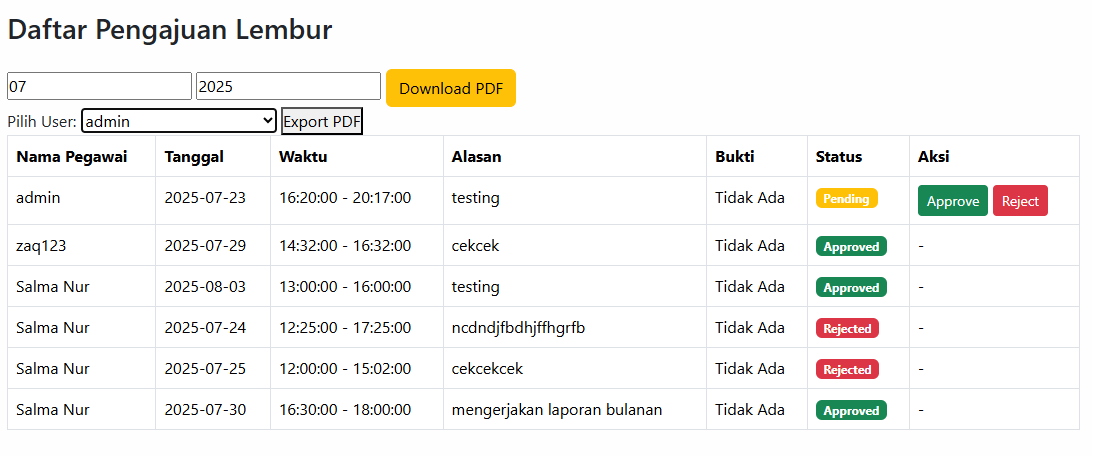 Daftar Pengajuan Lembur
07 2025 Download PDF
Pilih User: admin Export PDF
Nama Pegawai Tanggal Waktu Alasan Bukti Status Aksi
admin 2025-07-23 16:20:00 - 20:17:00 testing Tidak Ada Pending Approve Reject
zaq123 2025-07-29 14:32:00 - 16:32:00 cekcek Tidak Ada Approved -
Salma Nur 2025-08-03 13:00:00 - 16:00:00 testing Tidak Ada Approved -
Salma Nur 2025-07-24 12:25:00 - 17:25:00 ncdndjfbdhjffhgrfb Tidak Ada Rejected -
Salma Nur 2025-07-25 12:00:00 - 15:02:00 cekcekcek Tidak Ada Rejected -
Salma Nur 2025-07-30 16:30:00 - 18:00:00 mengerjakan laporan bulanan Tidak Ada Approved -